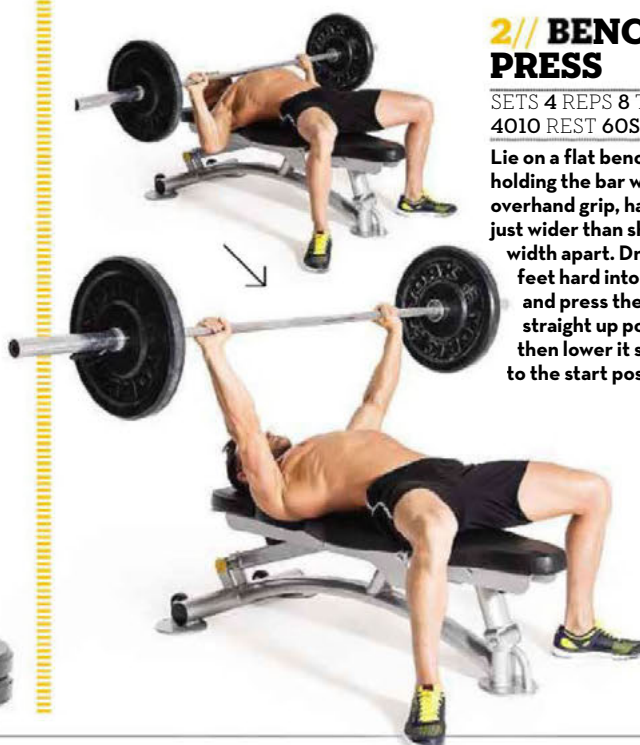 2// BENC
PRESS
SETS 4 REPS 8 T
4010 REST 60S
Lie on a flat benc
holding the bar w
overhand grip, ha
just wider than sh
width apart. Dr
feet hard into
and press the
straight up po
then lower it s
to the start pos
YORK